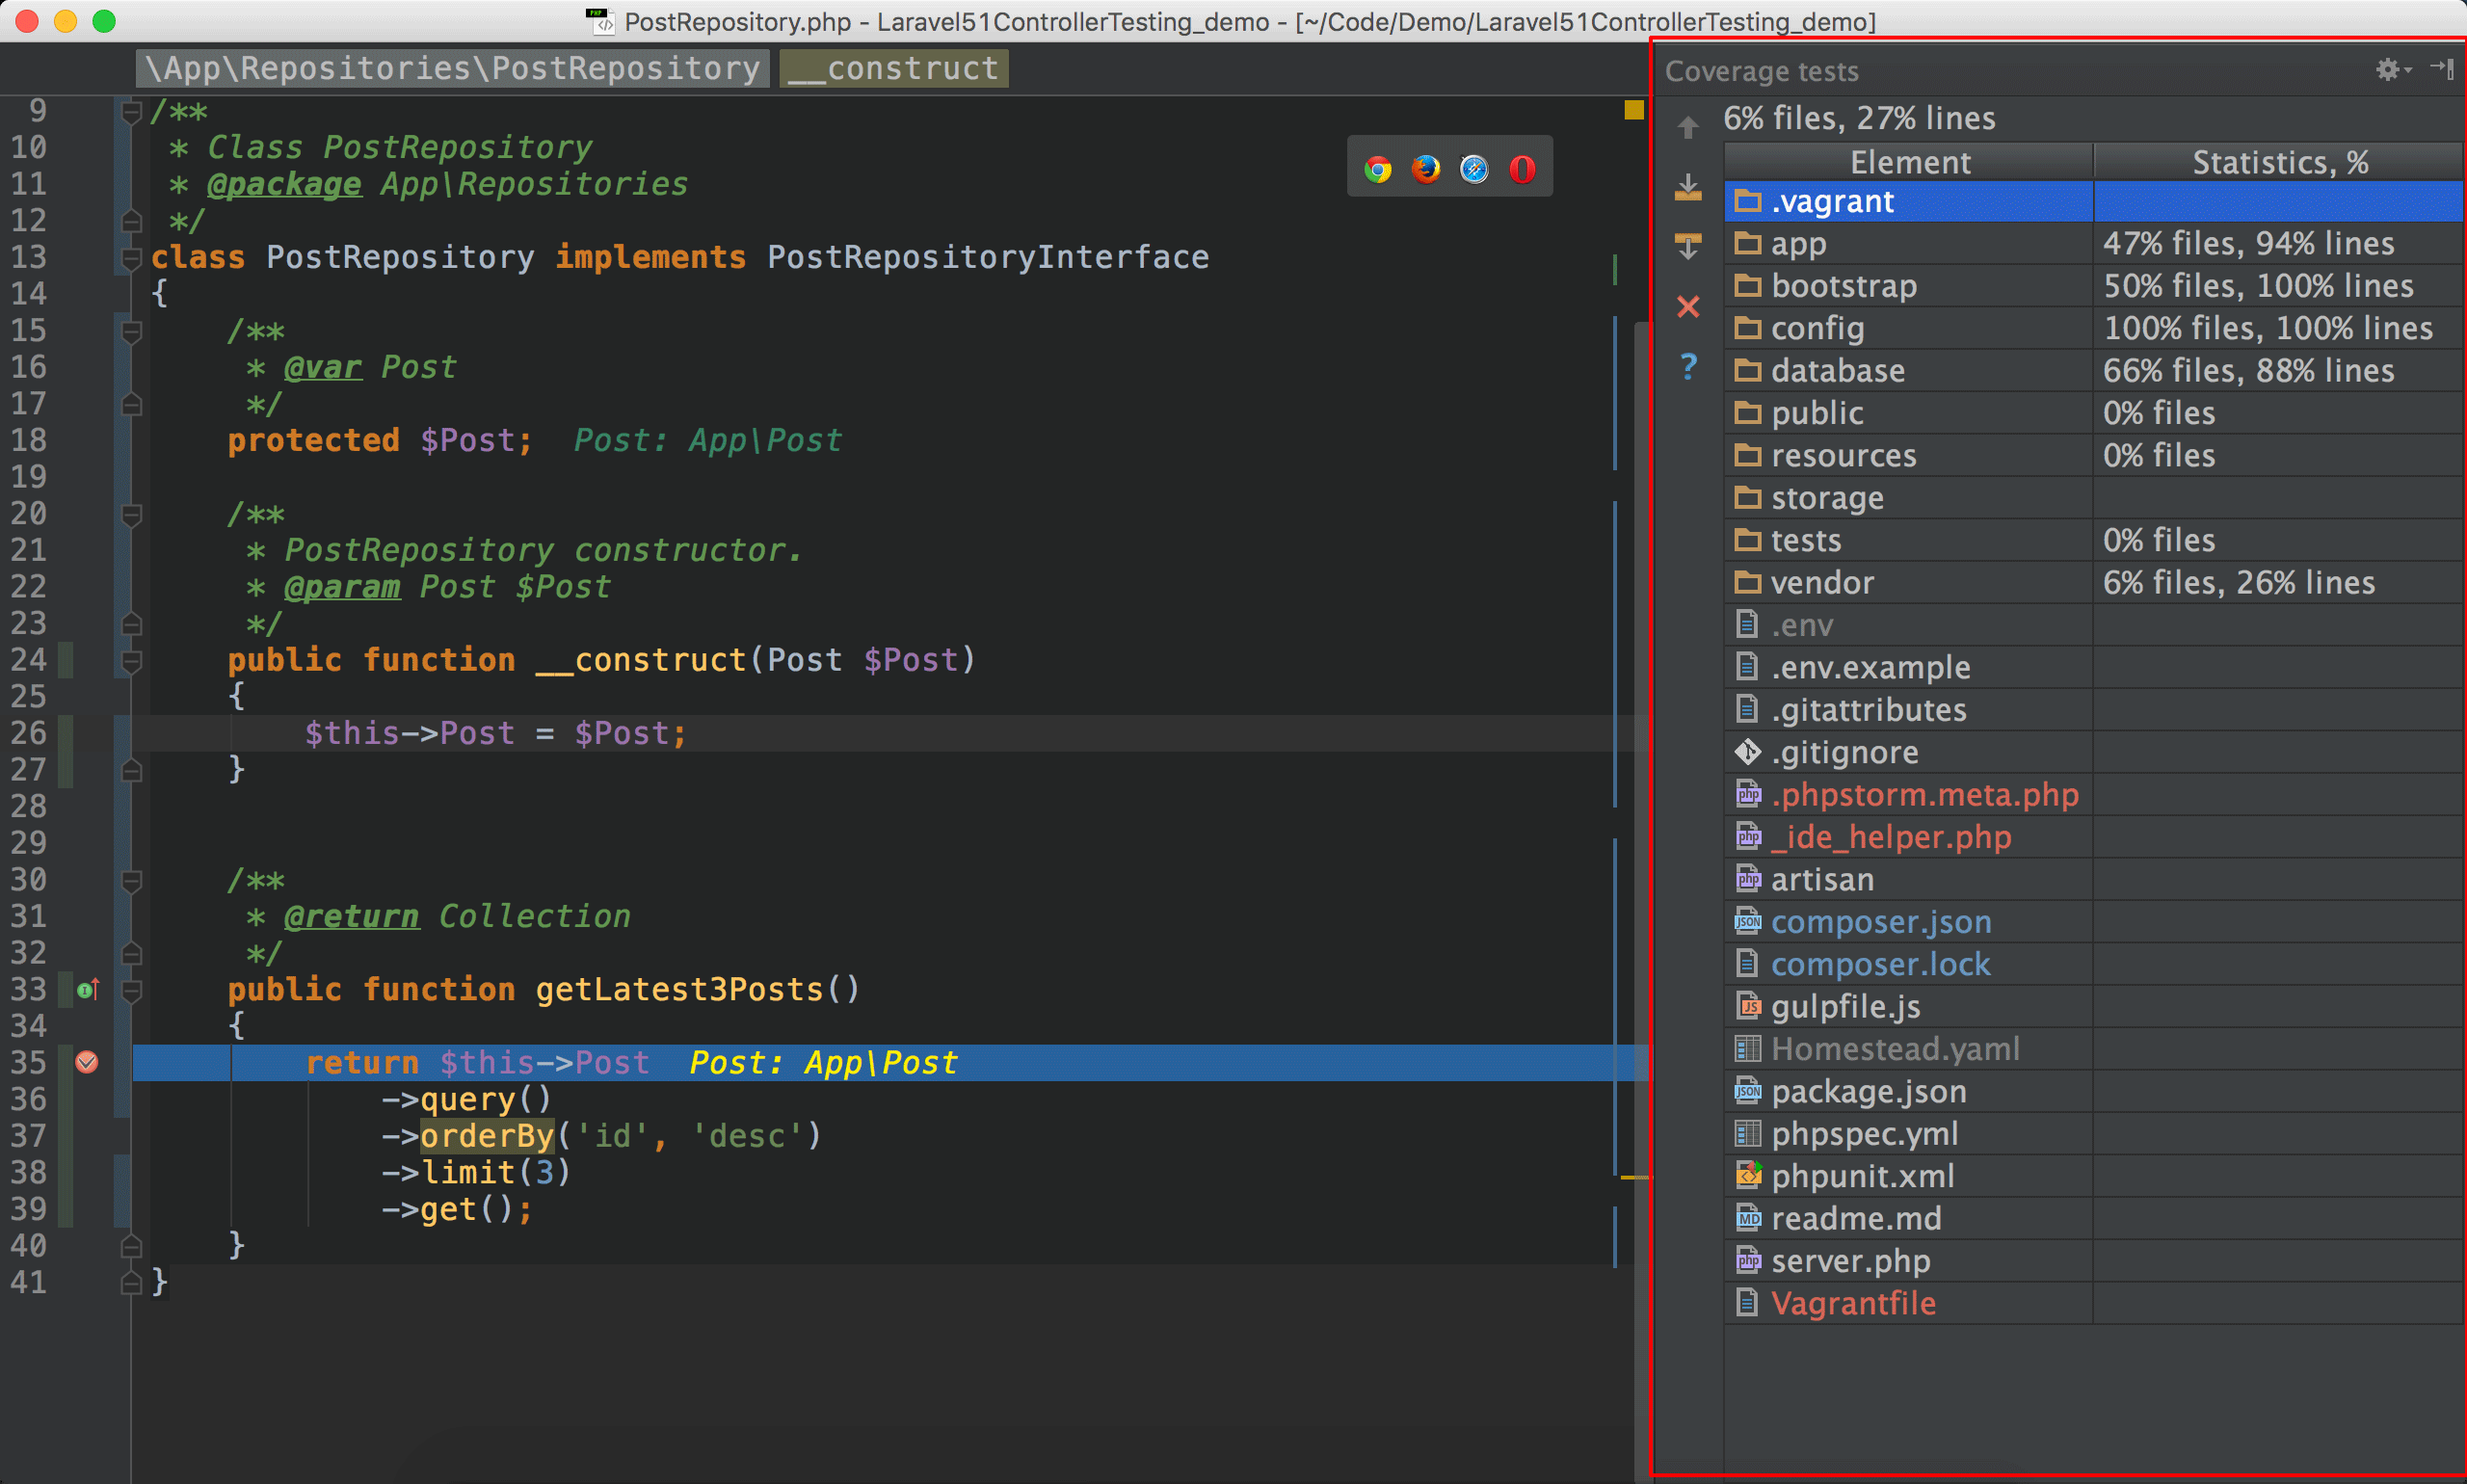 PostRepository.php - Laravel51ControllerTesting_demo - [~/Code/Demo/Laravel51ControllerTesting_demo]
\App\Repositories\PostRepository __construct
9 /**
10 * Class PostRepository
11 * @package App\Repositories
12 */
13 class PostRepository implements PostRepositoryInterface
14 {
15 /**
16 * @var Post
17 */
18 protected $Post; Post: App\Post
19
20 /**
21 * PostRepository constructor.
22 * @param Post $Post
23 */
24 public function __construct(Post $Post)
25 {
26 $this->Post = $Post;
27 }
28
29
30 /**
31 * @return Collection
32 */
33 public function getLatest3Posts()
34 {
35 return $this->Post Post: App\Post
36 ->query()
37 ->orderBy('id', 'desc')
38 ->limit(3)
39 ->get();
40 }
41 }
Coverage tests
6% files, 27% lines
Element Statistics, %
.vagrant
app 47% files, 94% lines
bootstrap 50% files, 100% lines
config 100% files, 100% lines
database 66% files, 88% lines
public 0% files
resources 0% files
storage
tests 0% files
vendor 6% files, 26% lines
.env
.env.example
.gitattributes
.gitignore
.phpstorm.meta.php
_ide_helper.php
artisan
composer.json
composer.lock
gulpfile.js
Homestead.yaml
package.json
phpspec.yml
phpunit.xml
readme.md
server.php
Vagrantfile